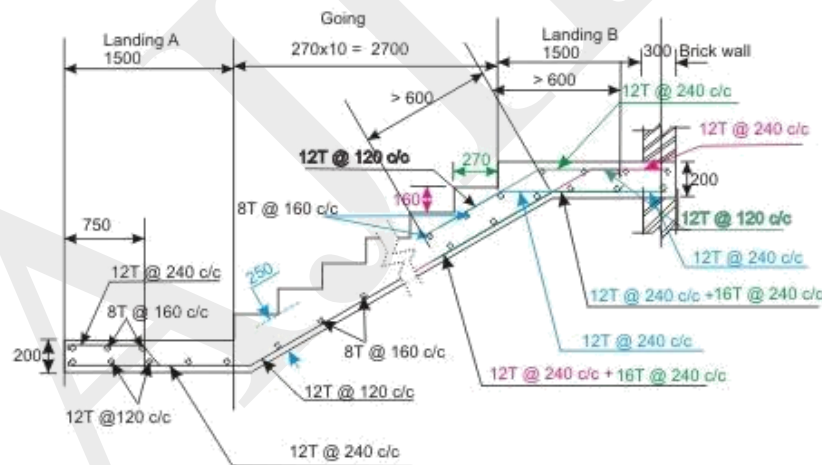 Going
Landing A
1500
270x10 = 2700
Landing B
1500
300 Brick wall
> 600
> 600
12T @ 240 c/c
12T @ 240 c/c
12T @ 120 c/c
270
160
200
8T @ 160 c/c
750
12T @ 120 c/c
12T @ 240 c/c
250
12T @ 240 c/c
8T @ 160 c/c
12T @ 240 c/c +16T @ 240 c/c
12T @ 240 c/c
200
8T @ 160 c/c
12T @ 240 c/c + 16T @ 240 c/c
12T @ 120 c/c
12T @120 c/c
12T @ 240 c/c